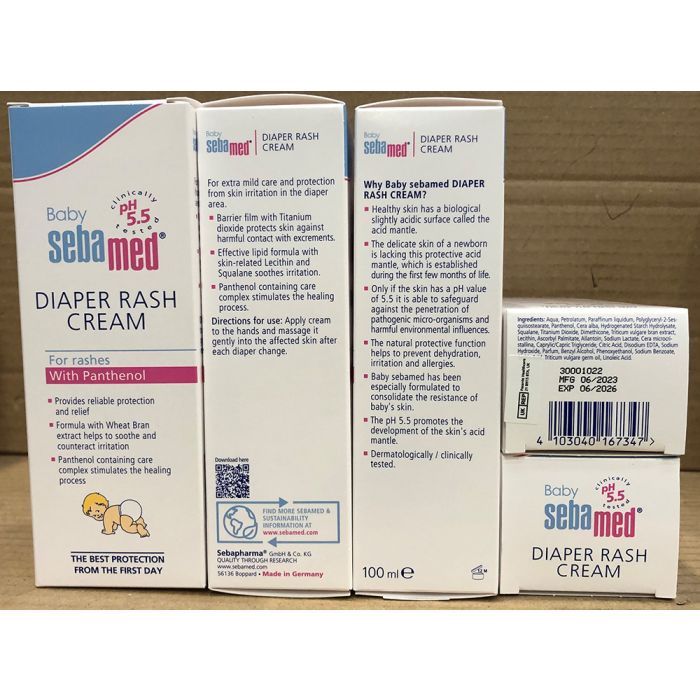 Baby
sebamed®
clinically
tested
pH
5.5
DIAPER RASH
CREAM
For rashes
With Panthenol
Provides reliable protection
and relief
Formula with Wheat Bran
extract helps to soothe and
counteract irritation
Panthenol containing care
complex stimulates the healing
process
THE BEST PROTECTION
FROM THE FIRST DAY
Baby
sebamed®
DIAPER RASH
CREAM
For extra mild care and protection
from skin irritation in the diaper
area.
Barrier film with Titanium
dioxide protects skin against
harmful contact with excrements.
Effective lipid formula with
skin-related Lecithin and
Squalane soothes irritation.
Panthenol containing care
complex stimulates the healing
process.
Directions for use: Apply cream
to the hands and massage it
gently into the affected skin after
each diaper change.
Download here
FIND MORE SEBAMED &
SUSTAINABILITY
INFORMATION AT
www.sebamed.com
Sebapharma® GmbH & Co. KG
QUALITY THROUGH RESEARCH
www.sebamed.com
56136 Boppard • Made in Germany
Baby
sebamed®
DIAPER RASH
CREAM
Why Baby sebamed DIAPER
RASH CREAM?
Healthy skin has a biological
slightly acidic surface called the
acid mantle.
The delicate skin of a newborn
is lacking this protective acid
mantle, which is established
during the first few months of life.
Only if the skin has a pH value
of 5.5 it is able to safeguard
against the penetration of
pathogenic micro-organisms and
harmful environmental influences.
The natural protective function
helps to prevent dehydration,
irritation and allergies.
Baby sebamed has been
especially formulated to
consolidate the resistance of
baby's skin.
The pH 5.5 promotes the
development of the skin's acid
mantle.
Dermatologically / clinically
tested.
100 ml e
12 M
Ingredients: Aqua, Petrolatum, Paraffinum liquidum, Polyglyceryl-2-Ses-
quiisostearate, Panthenol, Cera alba, Hydrogenated Starch Hydrolysate,
Squalane, Titanium Dioxide, Dimethicone, Triticum vulgare bran extract,
Lecithin, Ascorbyl Palmitate, Allantoin, Sodium Lactate, Cera microcri-
stallina, Caprylic/Capric Triglyceride, Citric Acid, Disodium EDTA, Sodium
Hydroxide, Parfum, Benzyl Alcohol, Phenoxyethanol, Sodium Benzoate,
Triticum vulgare germ oil, Linoleic Acid.
UK REP
30001022
MFG 06/2023
EXP 06/2026
4 103040 167347 >
Baby
sebamed®
clinically
tested
pH
5.5
DIAPER RASH
CREAM